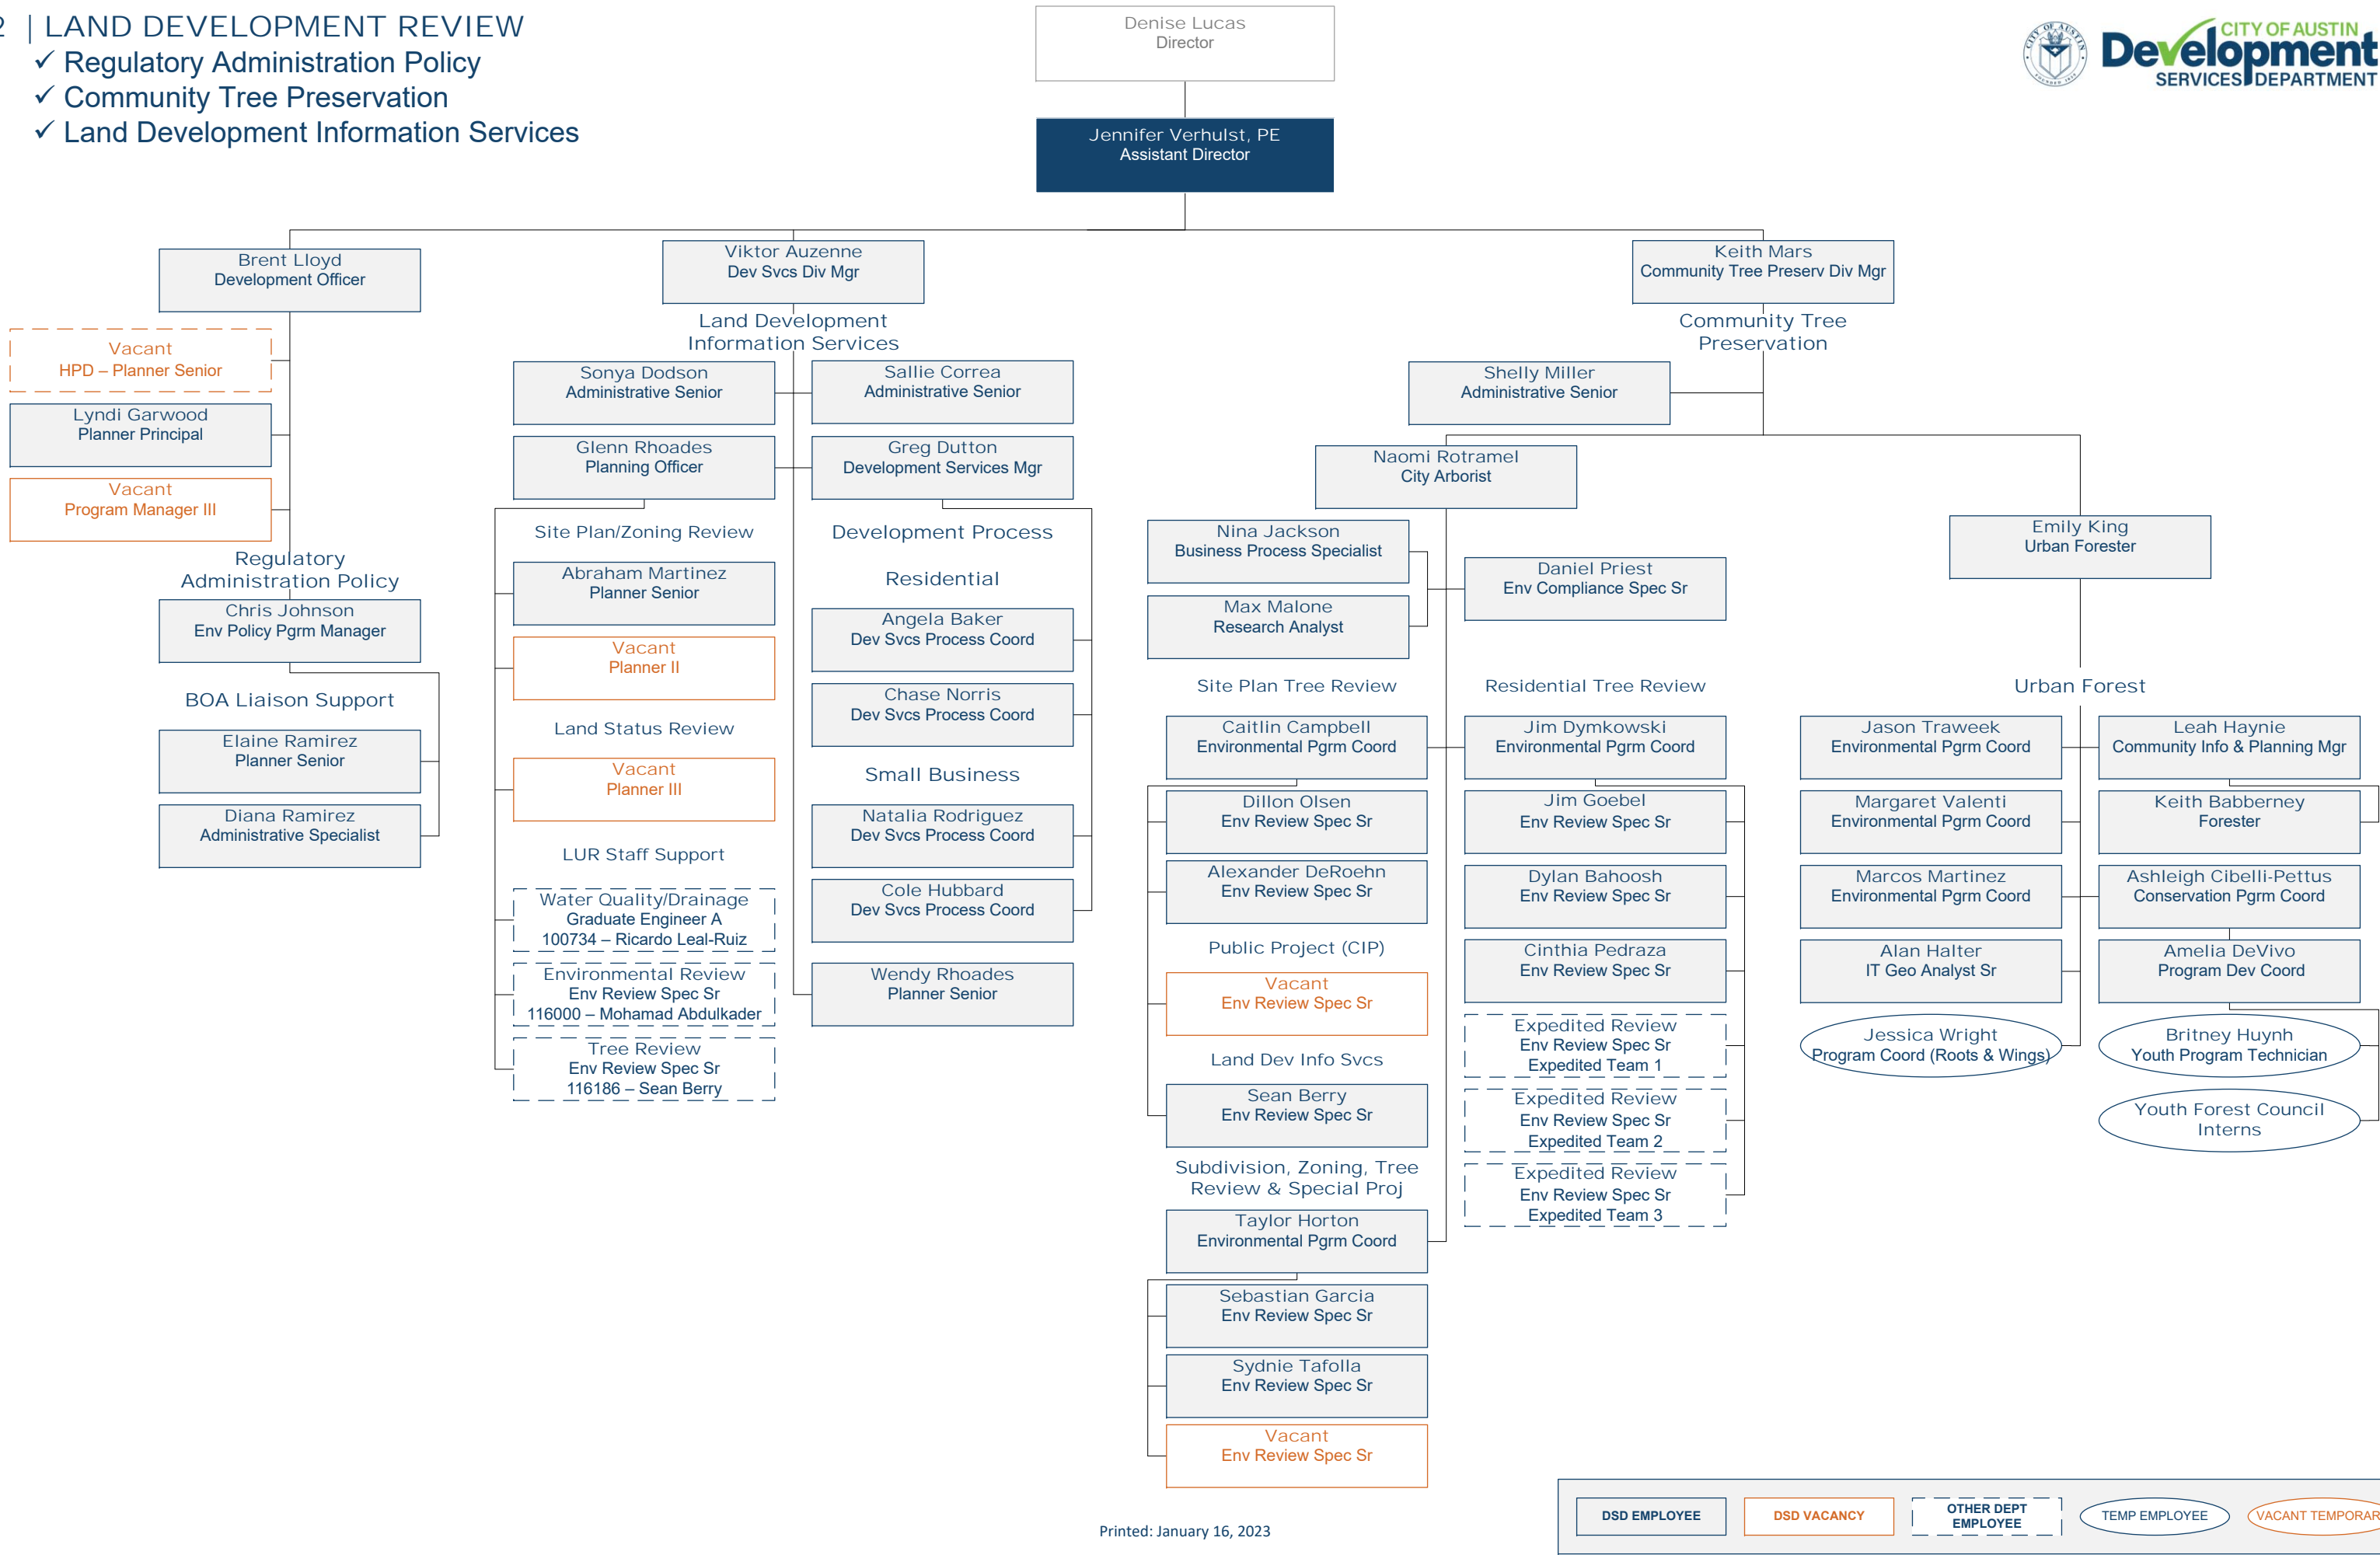 2 | LAND DEVELOPMENT REVIEW
✓ Regulatory Administration Policy
✓ Community Tree Preservation
✓ Land Development Information Services
Denise Lucas
Director
CITY OF AUSTIN
FOUNDED 1839
CITY OF AUSTIN
Development
SERVICES DEPARTMENT
Jennifer Verhulst, PE
Assistant Director
Brent Lloyd
Development Officer
Vacant
HPD – Planner Senior
Lyndi Garwood
Planner Principal
Vacant
Program Manager III
Regulatory
Administration Policy
Chris Johnson
Env Policy Pgrm Manager
BOA Liaison Support
Elaine Ramirez
Planner Senior
Diana Ramirez
Administrative Specialist
Viktor Auzenne
Dev Svcs Div Mgr
Land Development
Information Services
Sonya Dodson
Administrative Senior
Sallie Correa
Administrative Senior
Glenn Rhoades
Planning Officer
Greg Dutton
Development Services Mgr
Site Plan/Zoning Review
Abraham Martinez
Planner Senior
Vacant
Planner II
Land Status Review
Vacant
Planner III
LUR Staff Support
Water Quality/Drainage
Graduate Engineer A
100734 – Ricardo Leal-Ruiz
Environmental Review
Env Review Spec Sr
116000 – Mohamad Abdulkader
Tree Review
Env Review Spec Sr
116186 – Sean Berry
Development Process
Residential
Angela Baker
Dev Svcs Process Coord
Chase Norris
Dev Svcs Process Coord
Small Business
Natalia Rodriguez
Dev Svcs Process Coord
Cole Hubbard
Dev Svcs Process Coord
Wendy Rhoades
Planner Senior
Keith Mars
Community Tree Preserv Div Mgr
Community Tree
Preservation
Shelly Miller
Administrative Senior
Naomi Rotramel
City Arborist
Nina Jackson
Business Process Specialist
Max Malone
Research Analyst
Daniel Priest
Env Compliance Spec Sr
Site Plan Tree Review
Caitlin Campbell
Environmental Pgrm Coord
Dillon Olsen
Env Review Spec Sr
Alexander DeRoehn
Env Review Spec Sr
Public Project (CIP)
Vacant
Env Review Spec Sr
Land Dev Info Svcs
Sean Berry
Env Review Spec Sr
Subdivision, Zoning, Tree
Review & Special Proj
Taylor Horton
Environmental Pgrm Coord
Sebastian Garcia
Env Review Spec Sr
Sydnie Tafolla
Env Review Spec Sr
Vacant
Env Review Spec Sr
Residential Tree Review
Jim Dymkowski
Environmental Pgrm Coord
Jim Goebel
Env Review Spec Sr
Dylan Bahoosh
Env Review Spec Sr
Cinthia Pedraza
Env Review Spec Sr
Expedited Review
Env Review Spec Sr
Expedited Team 1
Expedited Review
Env Review Spec Sr
Expedited Team 2
Expedited Review
Env Review Spec Sr
Expedited Team 3
Emily King
Urban Forester
Urban Forest
Jason Traweek
Environmental Pgrm Coord
Margaret Valenti
Environmental Pgrm Coord
Marcos Martinez
Environmental Pgrm Coord
Alan Halter
IT Geo Analyst Sr
Jessica Wright
Program Coord (Roots & Wings)
Leah Haynie
Community Info & Planning Mgr
Keith Babberney
Forester
Ashleigh Cibelli-Pettus
Conservation Pgrm Coord
Amelia DeVivo
Program Dev Coord
Britney Huynh
Youth Program Technician
Youth Forest Council
Interns
Printed: January 16, 2023
DSD EMPLOYEE
DSD VACANCY
OTHER DEPT
EMPLOYEE
TEMP EMPLOYEE
VACANT TEMPORAR